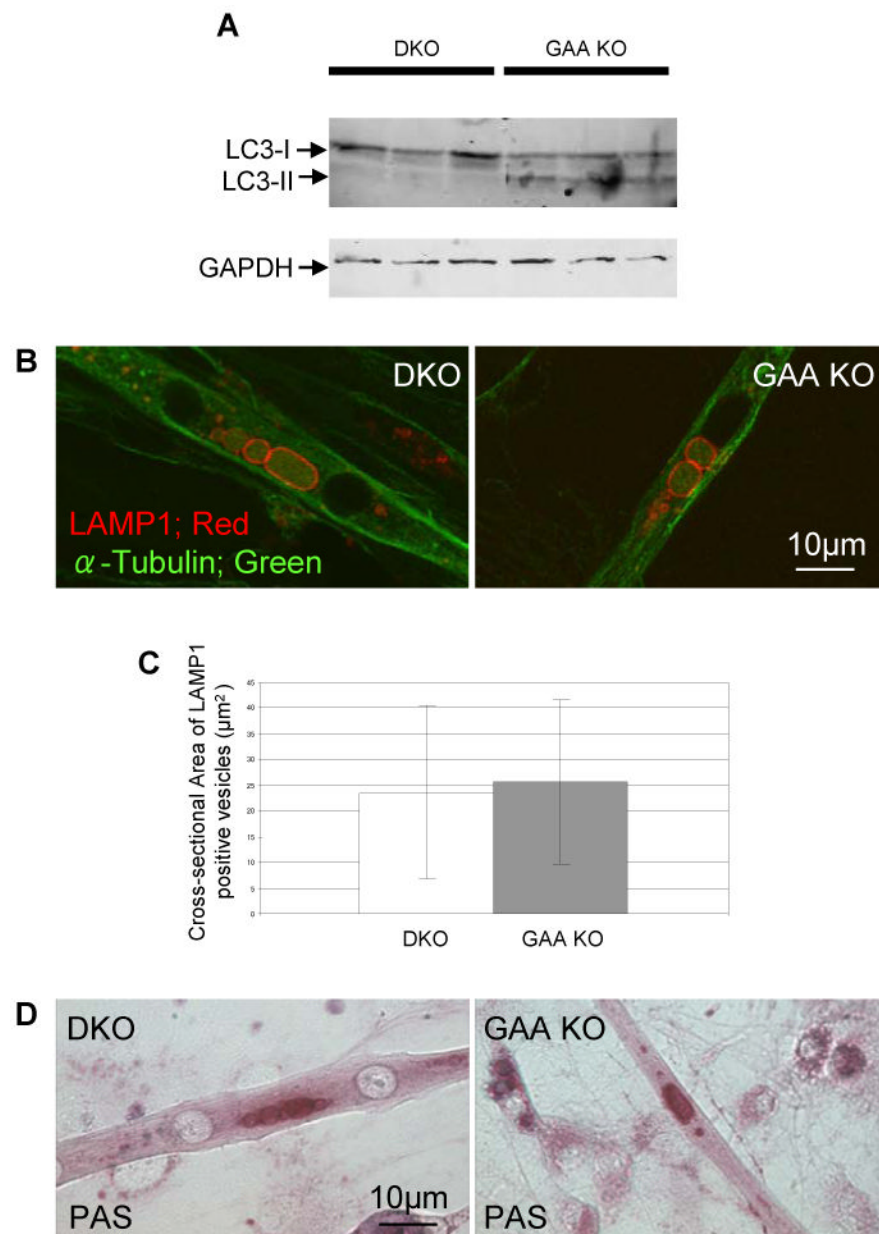 A
DKO GAA KO
LC3-I
LC3-II
GAPDH
B
DKO
GAA KO
LAMP1; Red
α-Tubulin; Green
10μm
C
Cross-sectional Area of LAMP1
positive vesicles (μm²)
45
40
35
30
25
20
15
10
5
0
DKO GAA KO
D
DKO
GAA KO
PAS
10μm
PAS